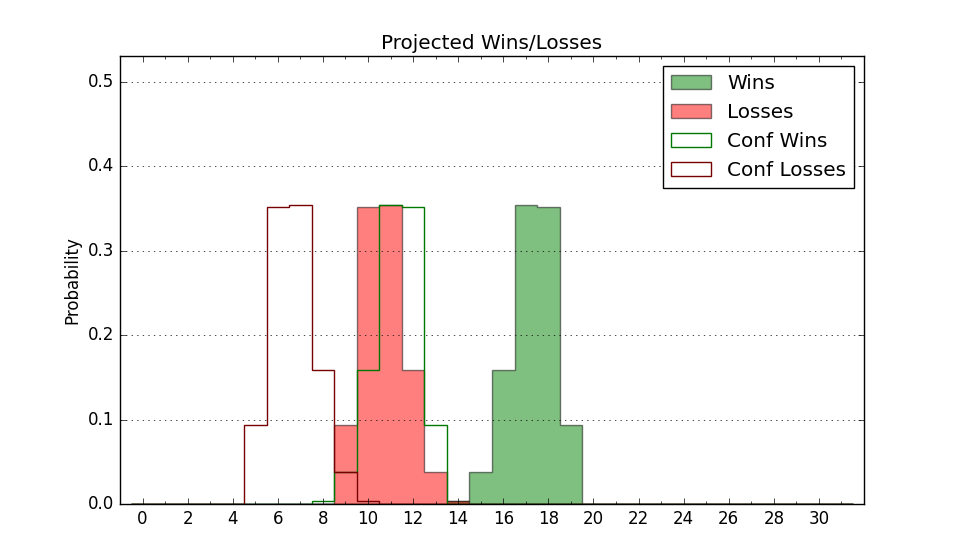 Projected Wins/Losses
Probability
0.5
0.4
0.3
0.2
0.1
0.0
Wins
Losses
Conf Wins
Conf Losses
0 2 4 6 8 10 12 14 16 18 20 22 24 26 28 30